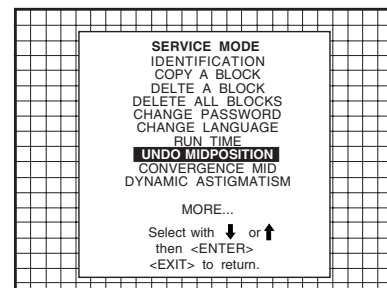 SERVICE MODE
IDENTIFICATION
COPY A BLOCK
DELTE A BLOCK
DELETE ALL BLOCKS
CHANGE PASSWORD
CHANGE LANGUAGE
RUN TIME
UNDO MIDPOSITION
CONVERGENCE MID
DYNAMIC ASTIGMATISM
MORE...
Select with ⬇ or ⬆
then <ENTER>
<EXIT> to return.